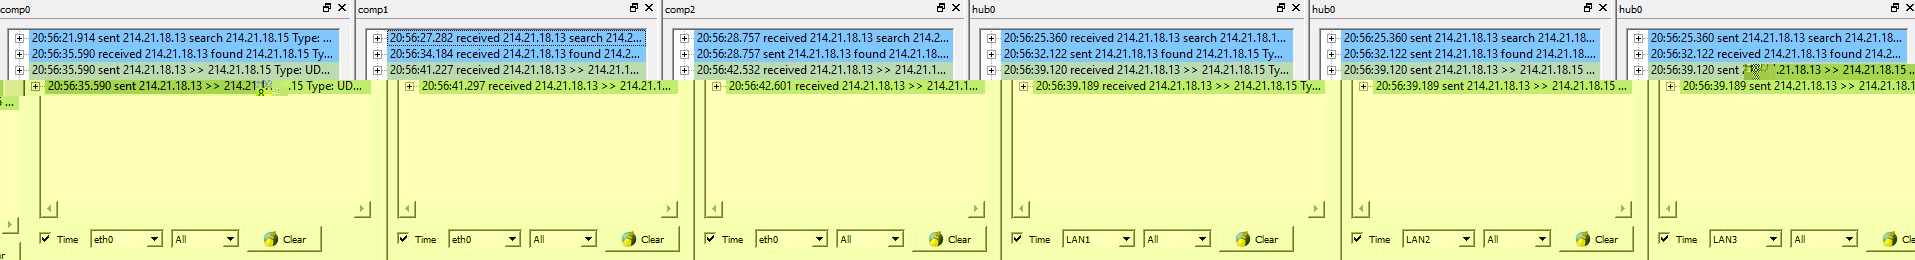 comp0
20:56:21.914 sent 214.21.18.13 search 214.21.18.15 Type: ...
20:56:35.590 received 214.21.18.13 found 214.21.18.15 Ty...
20:56:35.590 sent 214.21.18.13 >> 214.21.18.15 Type: UD...
20:56:35.590 sent 214.21.18.13 >> 214.21 .15 Type: UD...
Time eth0 All Clear
comp1
20:56:27.282 received 214.21.18.13 search 214.2...
20:56:34.184 received 214.21.18.13 found 214.2...
20:56:41.227 received 214.21.18.13 >> 214.21.1...
20:56:41.297 received 214.21.18.13 >> 214.21.1...
Time eth0 All Clear
comp2
20:56:28.757 received 214.21.18.13 search 214.2...
20:56:28.757 sent 214.21.18.13 found 214.21.18....
20:56:42.532 received 214.21.18.13 >> 214.21.1...
20:56:42.601 received 214.21.18.13 >> 214.21.1...
Time eth0 All Clear
hub0
20:56:25.360 received 214.21.18.13 search 214.21.18.1...
20:56:32.122 sent 214.21.18.13 found 214.21.18.15 Ty...
20:56:39.120 received 214.21.18.13 >> 214.21.18.15 Ty...
20:56:39.189 received 214.21.18.13 >> 214.21.18.15 Ty...
Time LAN1 All Clear
hub0
20:56:25.360 sent 214.21.18.13 search 214.21.18....
20:56:32.122 sent 214.21.18.13 found 214.21.18....
20:56:39.120 sent 214.21.18.13 >> 214.21.18.15 ...
20:56:39.189 sent 214.21.18.13 >> 214.21.18.15 ...
Time LAN2 All Clear
hub0
20:56:25.360 sent 214.21.18.13 search 214.21.18....
20:56:32.122 received 214.21.18.13 found 214.2...
20:56:39.120 sent .21.18.13 >> 214.21.18.15 ...
20:56:39.189 sent 214.21.18.13 >> 214.21.18.1
Time LAN3 All Cle